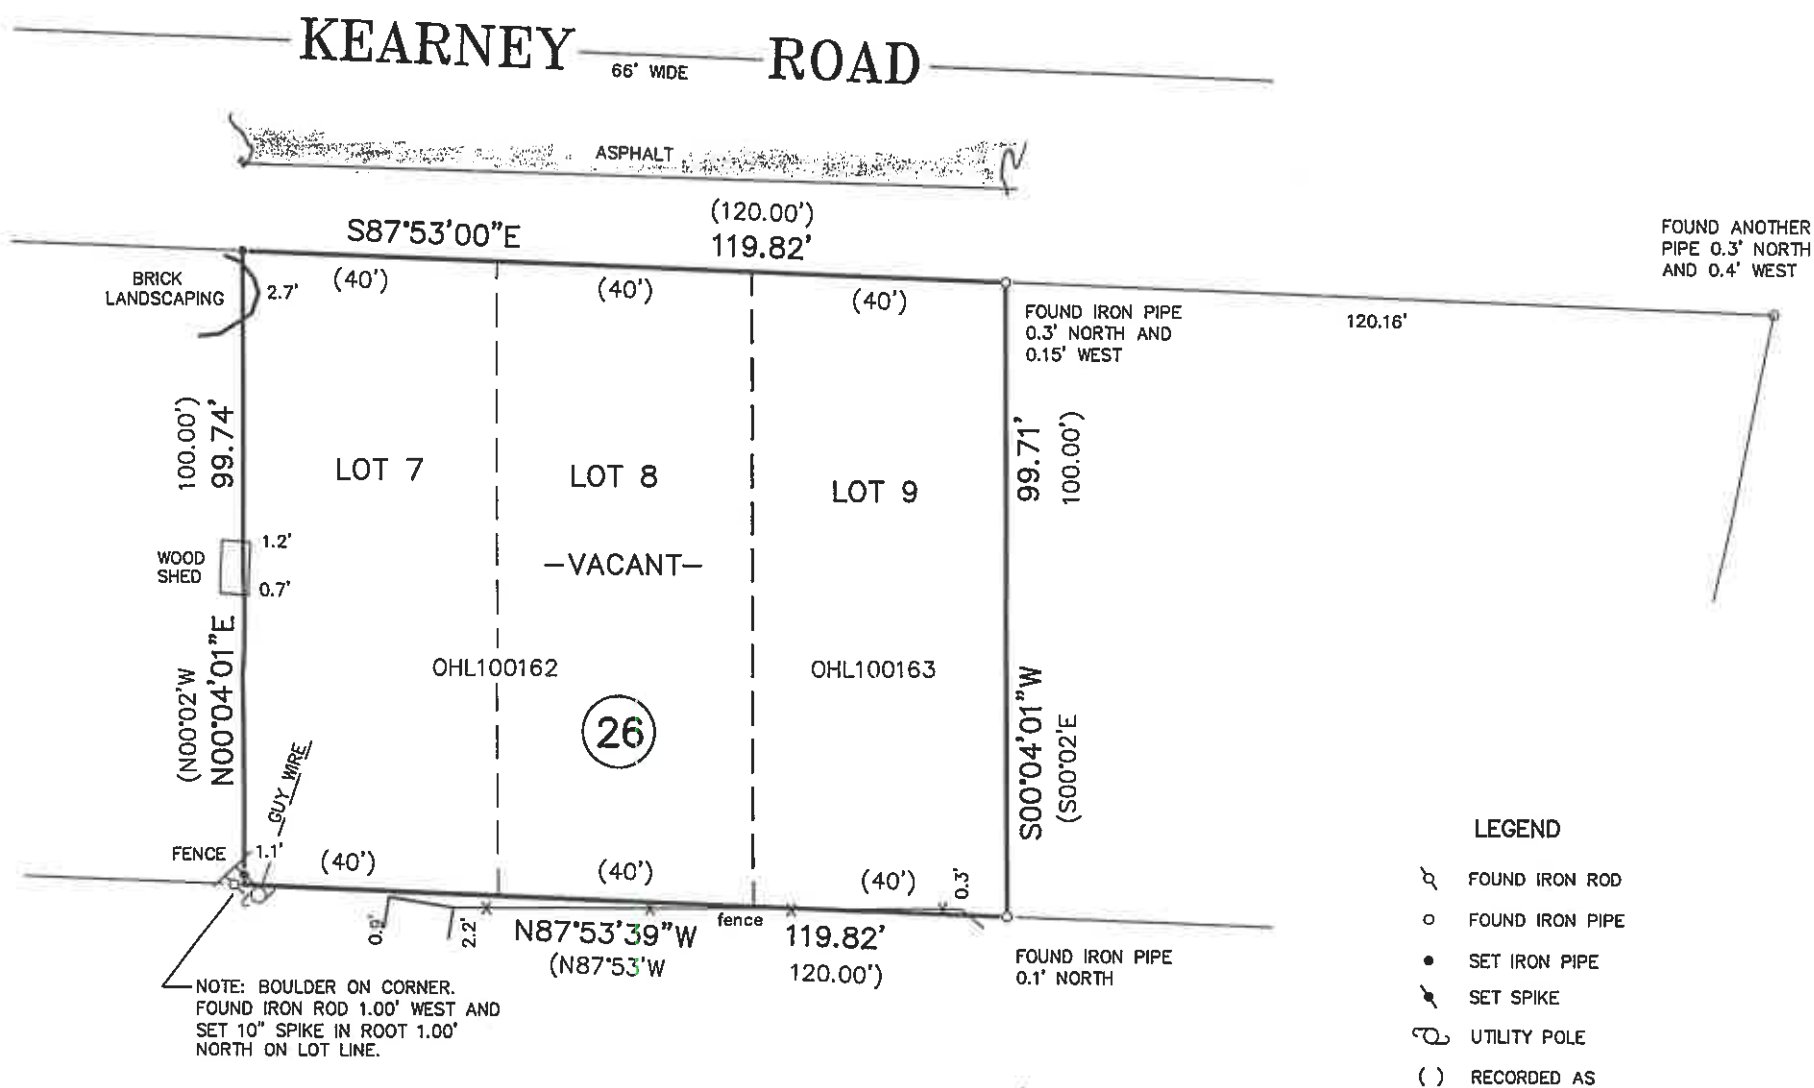 KEARNEY ROAD
66' WIDE
ASPHALT
(120.00')
S87°53'00"E 119.82'
FOUND ANOTHER
PIPE 0.3' NORTH
AND 0.4' WEST
BRICK
LANDSCAPING
2.7'
(40') (40') (40')
FOUND IRON PIPE
0.3' NORTH AND
0.15' WEST
120.16'
100.00')
99.74'
99.71'
100.00')
LOT 7 LOT 8 LOT 9
WOOD
SHED
1.2'
0.7'
-VACANT-
(N00°02'W
N00°04'01"E
OHL100162 OHL100163
S00°04'01"W
(S00°02'E
26
GUY WIRE
FENCE
1.1'
(40') (40') (40')
0.3'
0.9'
2.2'
fence
N87°53'39"W 119.82'
(N87°53'W 120.00')
FOUND IRON PIPE
0.1' NORTH
NOTE: BOULDER ON CORNER.
FOUND IRON ROD 1.00' WEST AND
SET 10" SPIKE IN ROOT 1.00'
NORTH ON LOT LINE.
LEGEND
FOUND IRON ROD
FOUND IRON PIPE
SET IRON PIPE
SET SPIKE
UTILITY POLE
( ) RECORDED AS